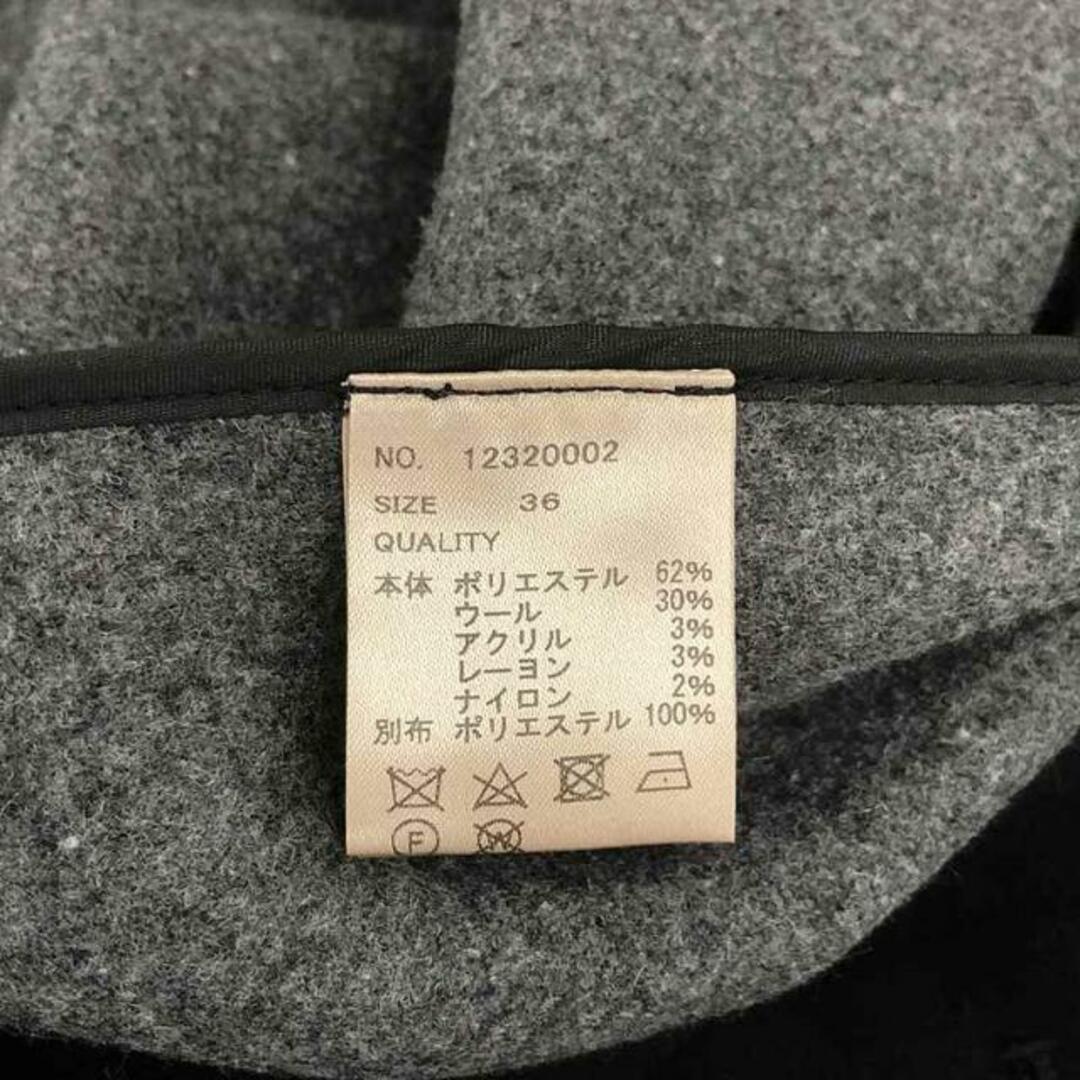 NO. 12320002
SIZE 36
QUALITY
本体 ポリエステル 62%
ウール 30%
アクリル 3%
レーヨン 3%
ナイロン 2%
別布 ポリエステル 100%
F W